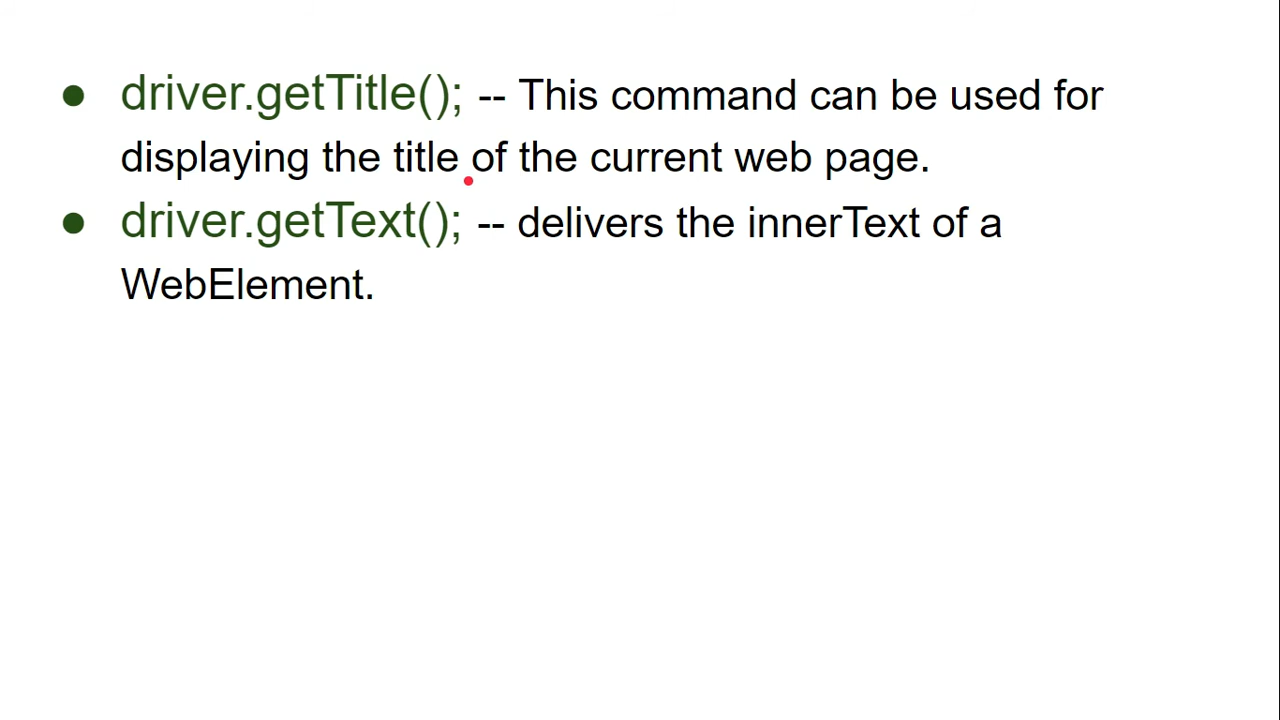 ● driver.getTitle(); -- This command can be used for
displaying the title of the current web page.
● driver.getText(); -- delivers the innerText of a
WebElement.